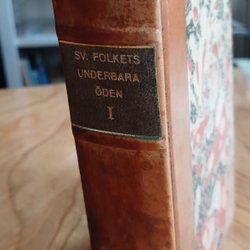 SV. FOLKETS
UNDERBARA
ÖDEN
I